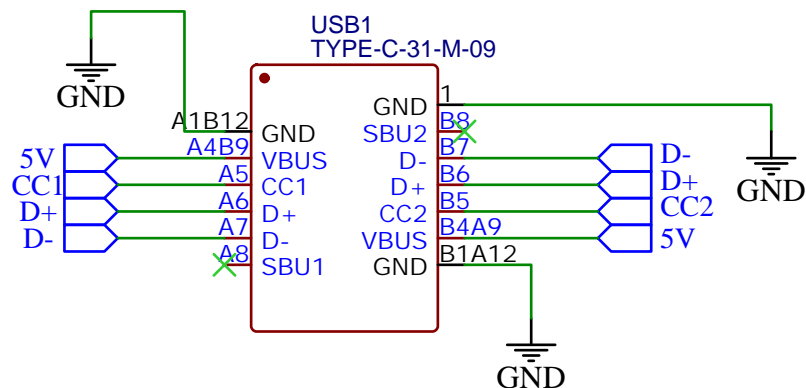 USB1
TYPE-C-31-M-09
GND
A1B12
GND
5V
A4B9
VBUS
CC1
A5
CC1
D+
A6
D+
D-
A7
D-
A8
SBU1
GND
1
GND
SBU2
B8
D-
B7
D-
D+
B6
D+
CC2
B5
CC2
VBUS
B4A9
5V
GND
B1A12
GND